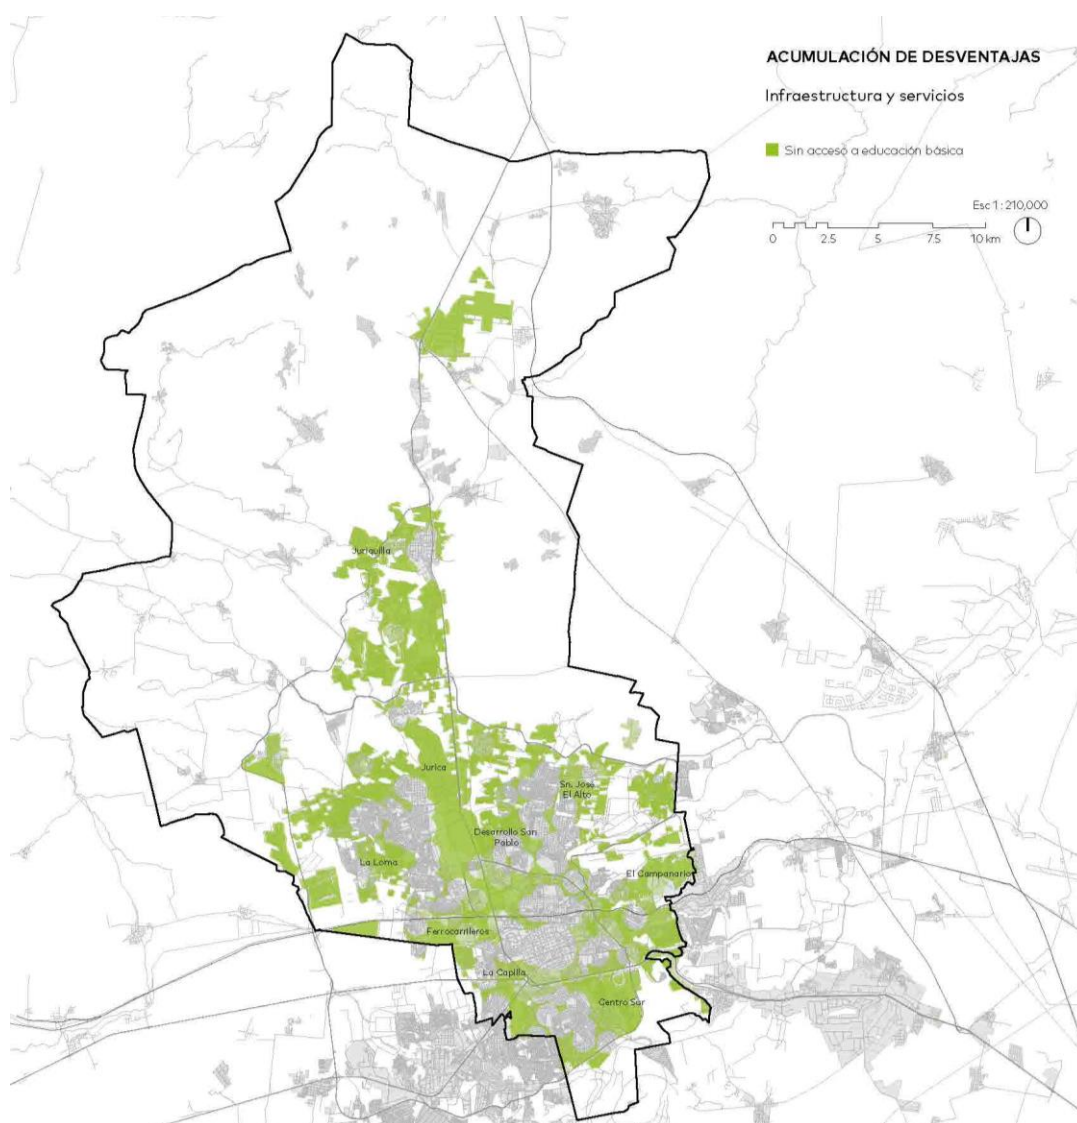 ACUMULACIÓN DE DESVENTAJAS
Infraestructura y servicios
Sin acceso a educación básica
Esc 1 : 210,000
0 2.5 5 7.5 10 km
Juriquilla
Jurica
Sn. José
El Alto
Desarrollo San
Pablo
La Loma
El Campanario
Ferrocarrileros
La Capilla
Centro Sur